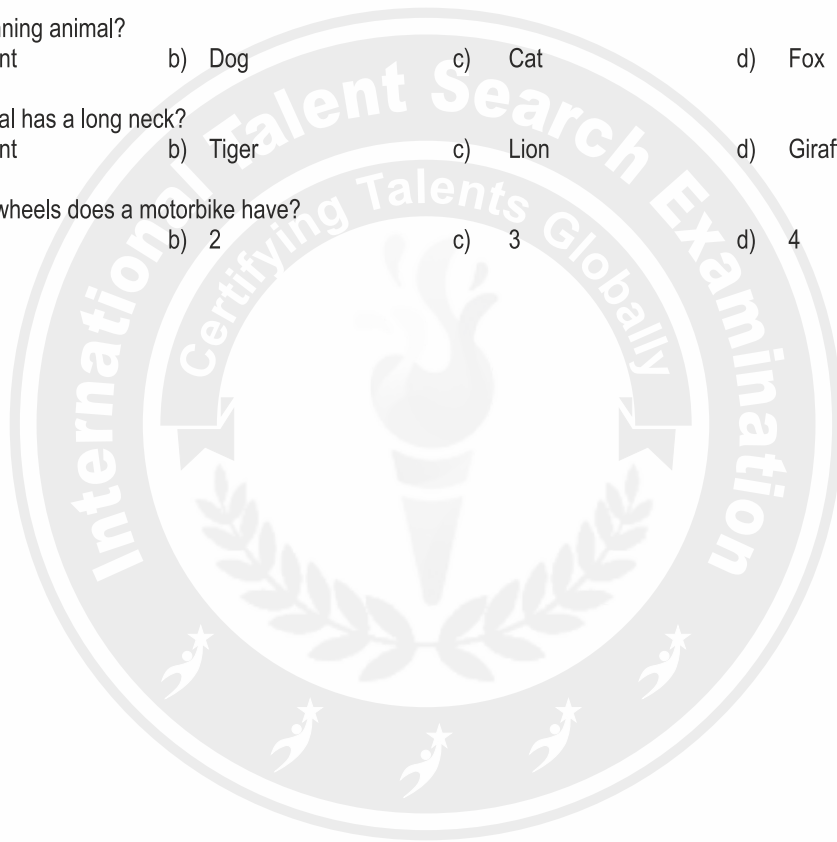 ning animal?
nt b) Dog c) Cat d) Fox
al has a long neck?
nt b) Tiger c) Lion d) Giraf
wheels does a motorbike have?
b) 2 c) 3 d) 4
International Talent Search Examination
Certifying Talents Globally